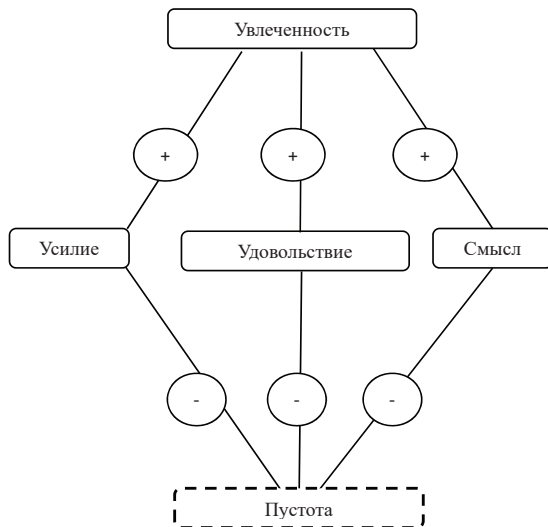 Увлеченность
+ + +
Усилие Удовольствие Смысл
- - -
Пустота